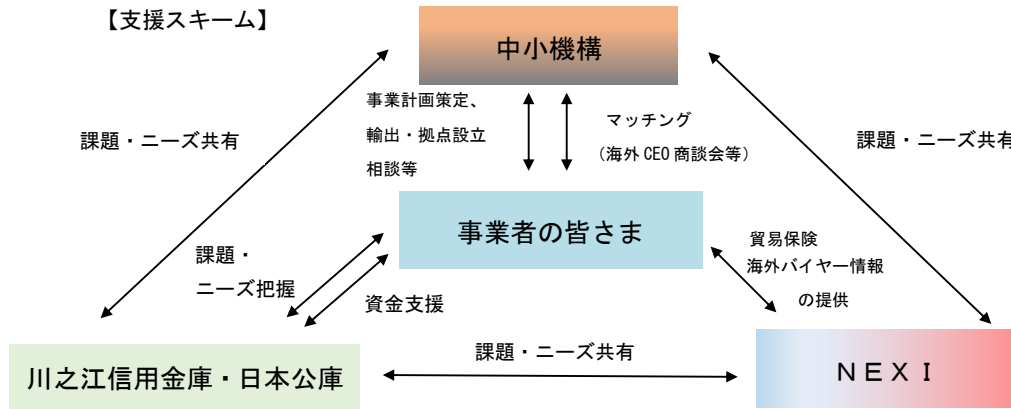 【支援スキーム】
中小機構
事業計画策定、
輸出・拠点設立
相談等
マッチング
（海外 CEO 商談会等）
課題・ニーズ共有
課題・ニーズ共有
事業者の皆さま
課題・
ニーズ把握
資金支援
貿易保険
海外バイヤー情報
の提供
川之江信用金庫・日本公庫
課題・ニーズ共有
ＮＥＸＩ